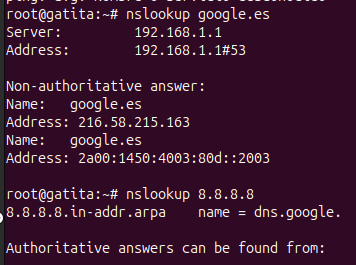 root@gatita:~# nslookup google.es
Server:         192.168.1.1
Address:        192.168.1.1#53

Non-authoritative answer:
Name:   google.es
Address: 216.58.215.163
Name:   google.es
Address: 2a00:1450:4003:80d::2003

root@gatita:~# nslookup 8.8.8.8
8.8.8.8.in-addr.arpa    name = dns.google.

Authoritative answers can be found from: